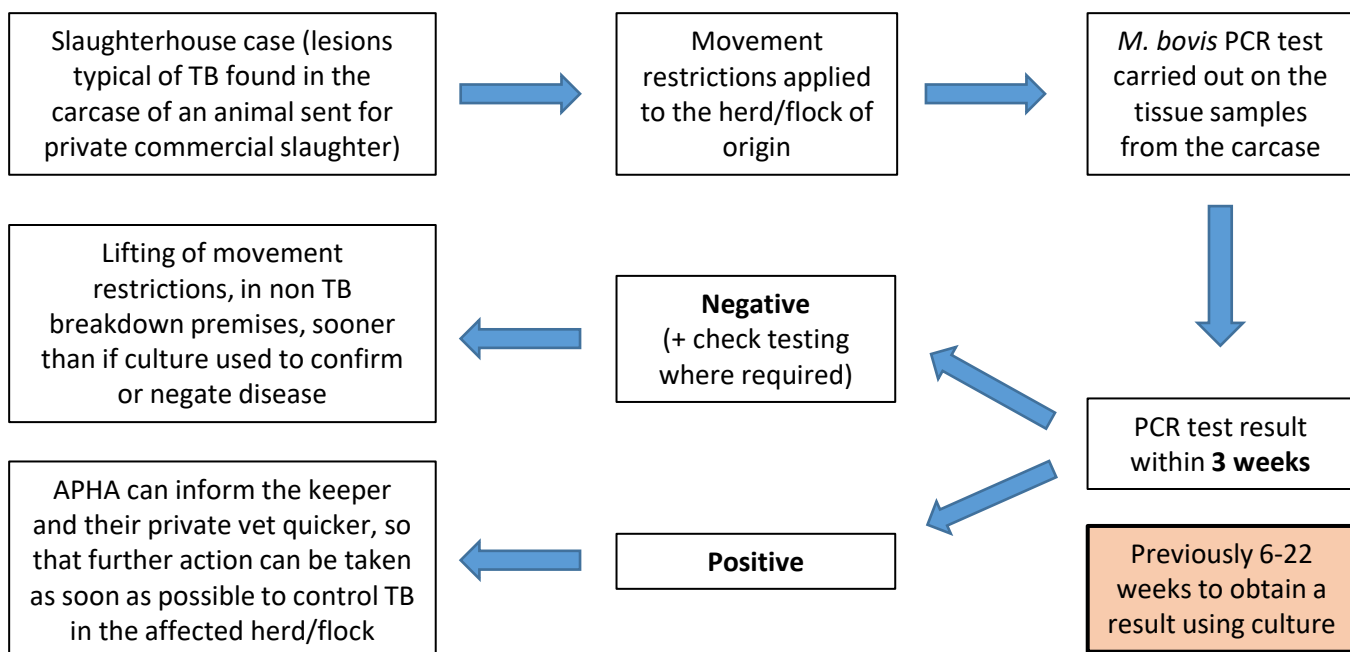 Slaughterhouse case (lesions
typical of TB found in the
carcase of an animal sent for
private commercial slaughter)
Movement
restrictions applied
to the herd/flock of
origin
M. bovis PCR test
carried out on the
tissue samples
from the carcase
PCR test result
within 3 weeks
Previously 6-22
weeks to obtain a
result using culture
Negative
(+ check testing
where required)
Lifting of movement
restrictions, in non TB
breakdown premises, sooner
than if culture used to confirm
or negate disease
Positive
APHA can inform the keeper
and their private vet quicker, so
that further action can be taken
as soon as possible to control TB
in the affected herd/flock